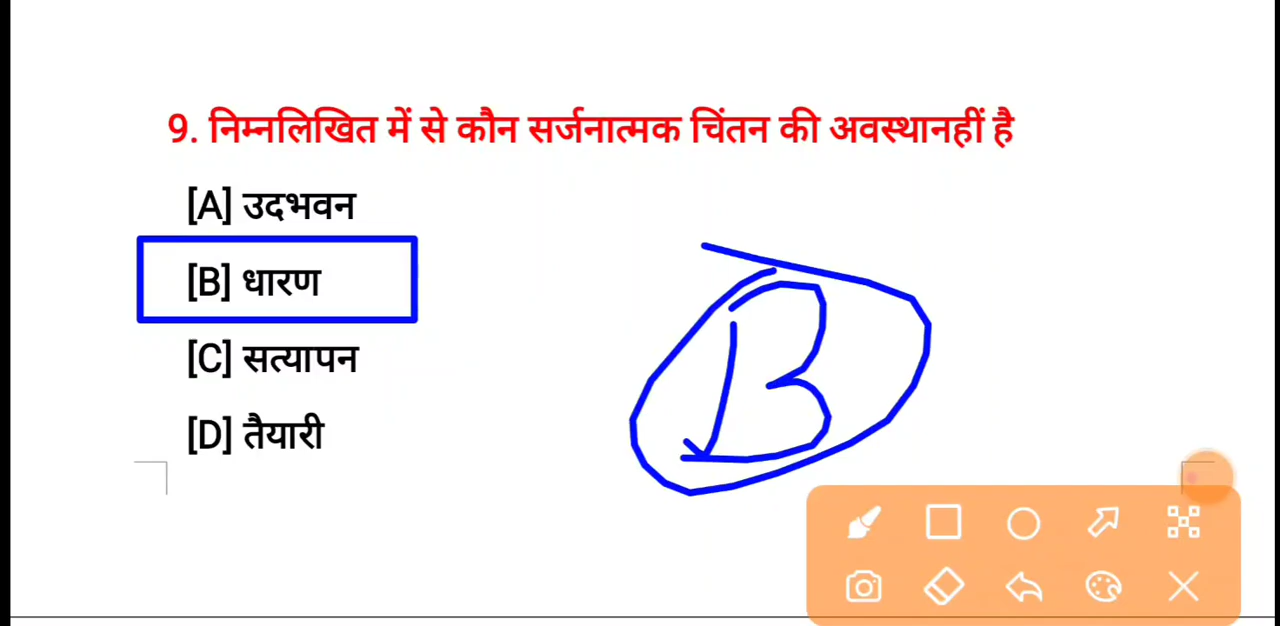 9. निम्नलिखित में से कौन सर्जनात्मक चिंतन की अवस्थानहीं है
[A] उदभवन
[B] धारण
[C] सत्यापन
[D] तैयारी
B